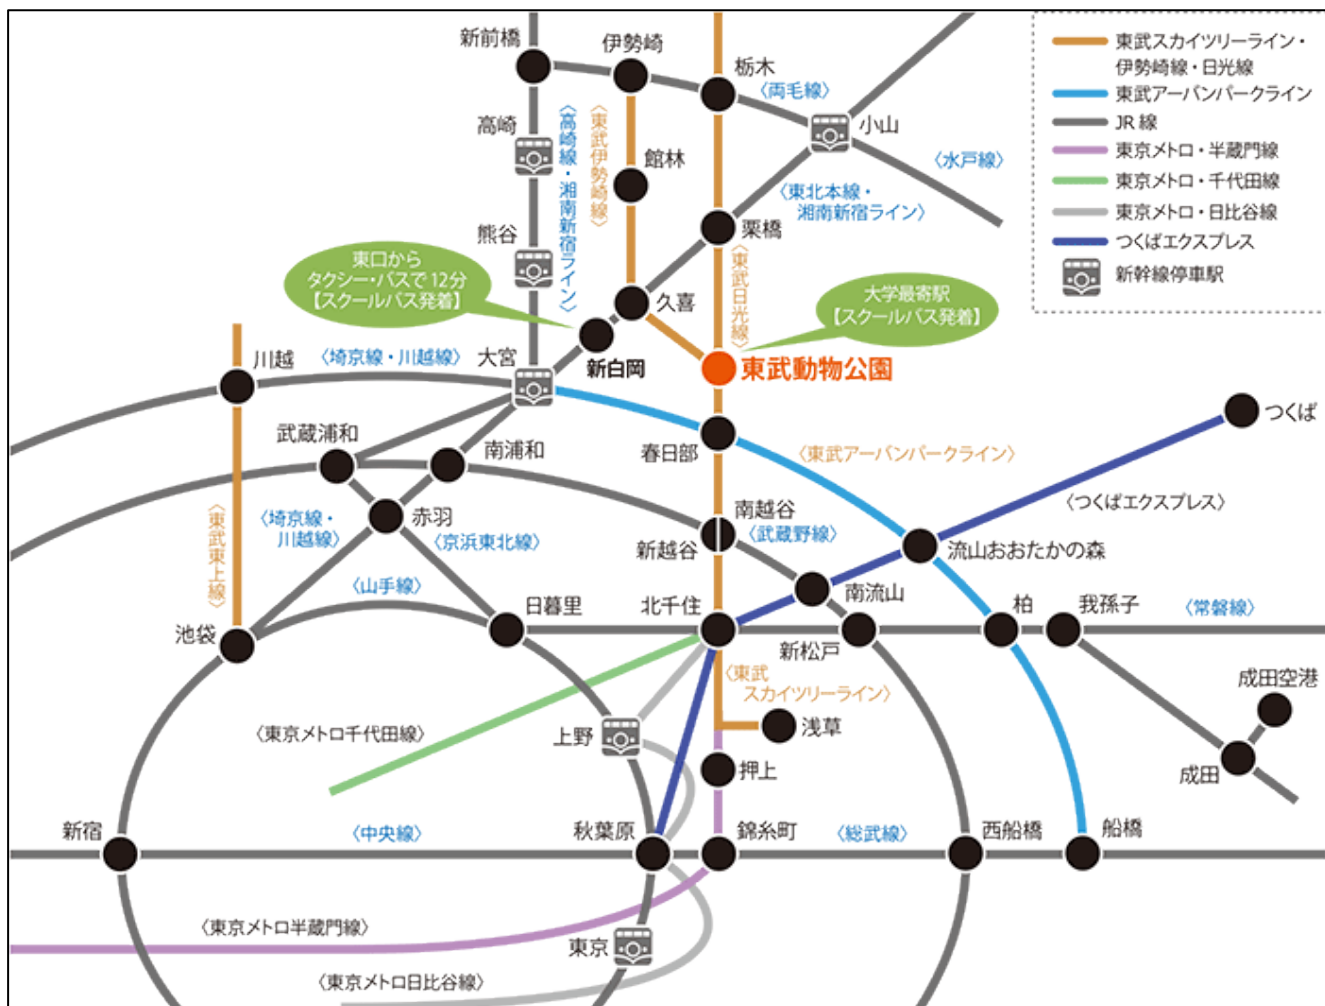 新前橋
伊勢崎
栃木
〈両毛線〉
小山
〈水戸線〉
高崎
〈高崎線・湘南新宿ライン〉
〈東武伊勢崎線〉
館林
〈東北本線・
湘南新宿ライン〉
熊谷
栗橋
〈東武日光線〉
東口から
タクシー・バスで12分
【スクールバス発着】
久喜
大学最寄駅
【スクールバス発着】
新白岡
東武動物公園
川越
〈埼京線・川越線〉
大宮
つくば
武蔵浦和
南浦和
春日部
〈東武アーバンパークライン〉
〈つくばエクスプレス〉
〈東武東上線〉
〈埼京線・
川越線〉
赤羽
〈京浜東北線〉
南越谷
新越谷
〈武蔵野線〉
流山おおたかの森
〈山手線〉
日暮里
北千住
南流山
柏
我孫子
〈常磐線〉
池袋
新松戸
〈東武
スカイツリーライン〉
成田空港
〈東京メトロ千代田線〉
上野
浅草
押上
成田
新宿
〈中央線〉
秋葉原
錦糸町
〈総武線〉
西船橋
船橋
〈東京メトロ半蔵門線〉
東京
〈東京メトロ日比谷線〉
東武スカイツリーライン・
伊勢崎線・日光線
東武アーバンパークライン
JR線
東京メトロ・半蔵門線
東京メトロ・千代田線
東京メトロ・日比谷線
つくばエクスプレス
新幹線停車駅